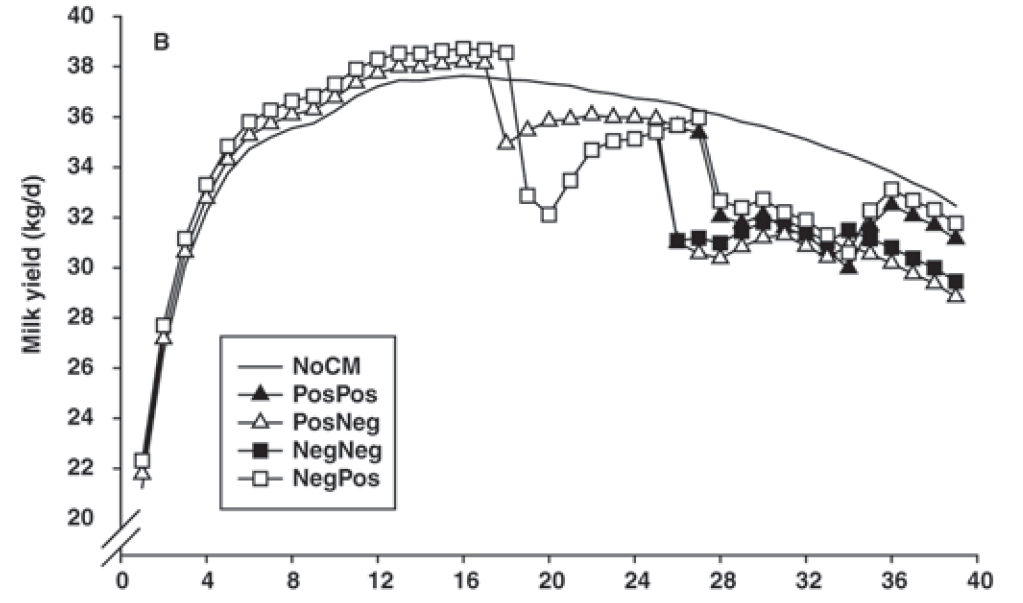 B
Milk yield (kg/d)
40
38
36
34
32
30
28
26
24
22
20
NoCM
PosPos
PosNeg
NegNeg
NegPos
0 4 8 12 16 20 24 28 32 36 40